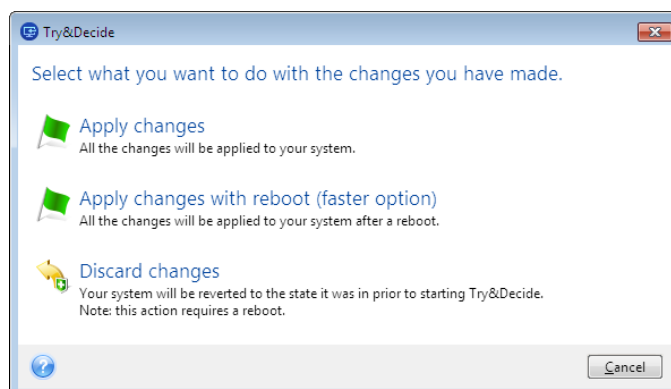 Try&Decide
Select what you want to do with the changes you have made.
Apply changes
All the changes will be applied to your system.
Apply changes with reboot (faster option)
All the changes will be applied to your system after a reboot.
Discard changes
Your system will be reverted to the state it was in prior to starting Try&Decide.
Note: this action requires a reboot.
Cancel